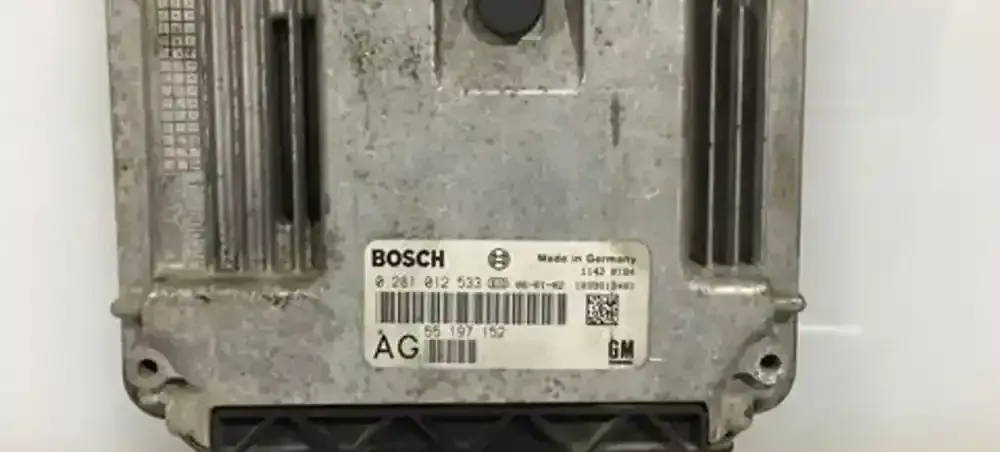 BOSCH Made in Germany
1142 0104
0 281 012 533 06-01-02
55 197 152
AG GM